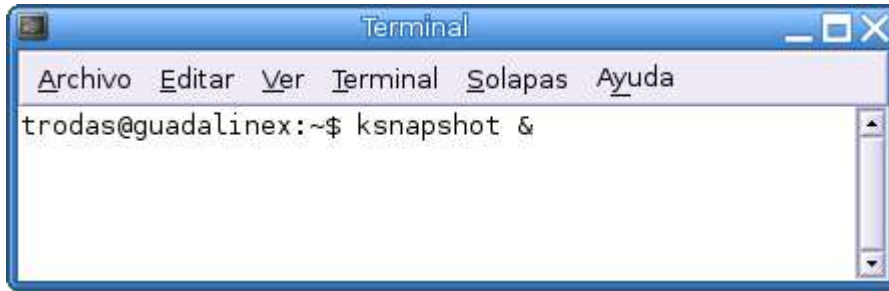 Terminal
Archivo Editar Ver Terminal Solapas Ayuda
trodas@guadalinex:~$ ksnapshot &